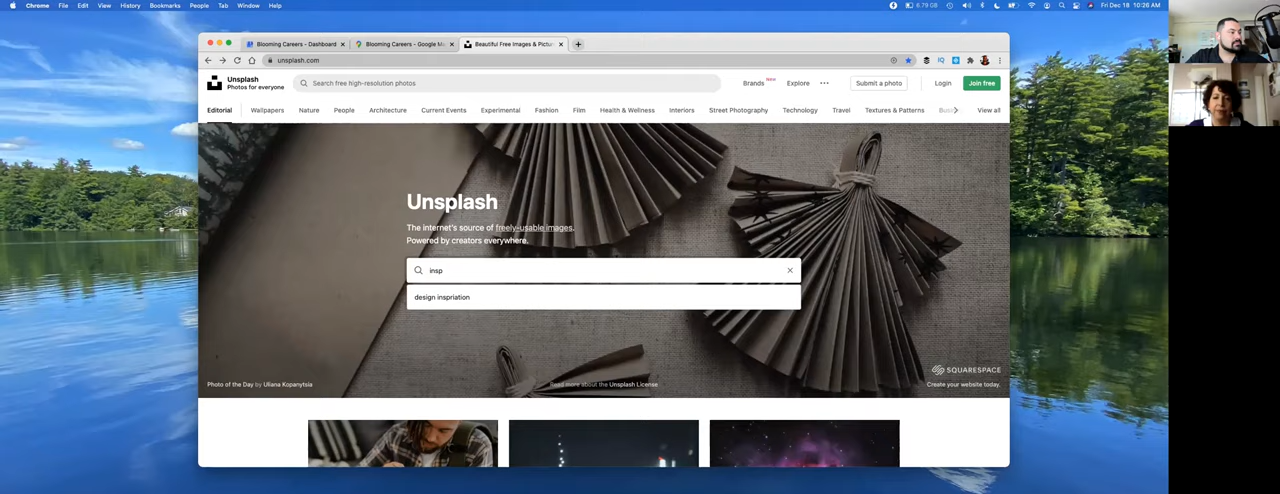 Chrome File Edit View History Bookmarks People Tab Window Help
6.79 GB Fri Dec 18 10:26 AM
Blooming Careers - Dashboard
Blooming Careers - Google M
Beautiful Free Images & Pictur
unsplash.com
Unsplash
Photos for everyone
Search free high-resolution photos
Brands New Explore Submit a photo Login Join free
Editorial Wallpapers Nature People Architecture Current Events Experimental Fashion Film Health & Wellness Interiors Street Photography Technology Travel Textures & Patterns Busi View all
Unsplash
The internet's source of freely-usable images.
Powered by creators everywhere.
insp
design inspriation
Photo of the Day by Uliana Kopanytsia
Read more about the Unsplash License
SQUARESPACE
Create your website today.